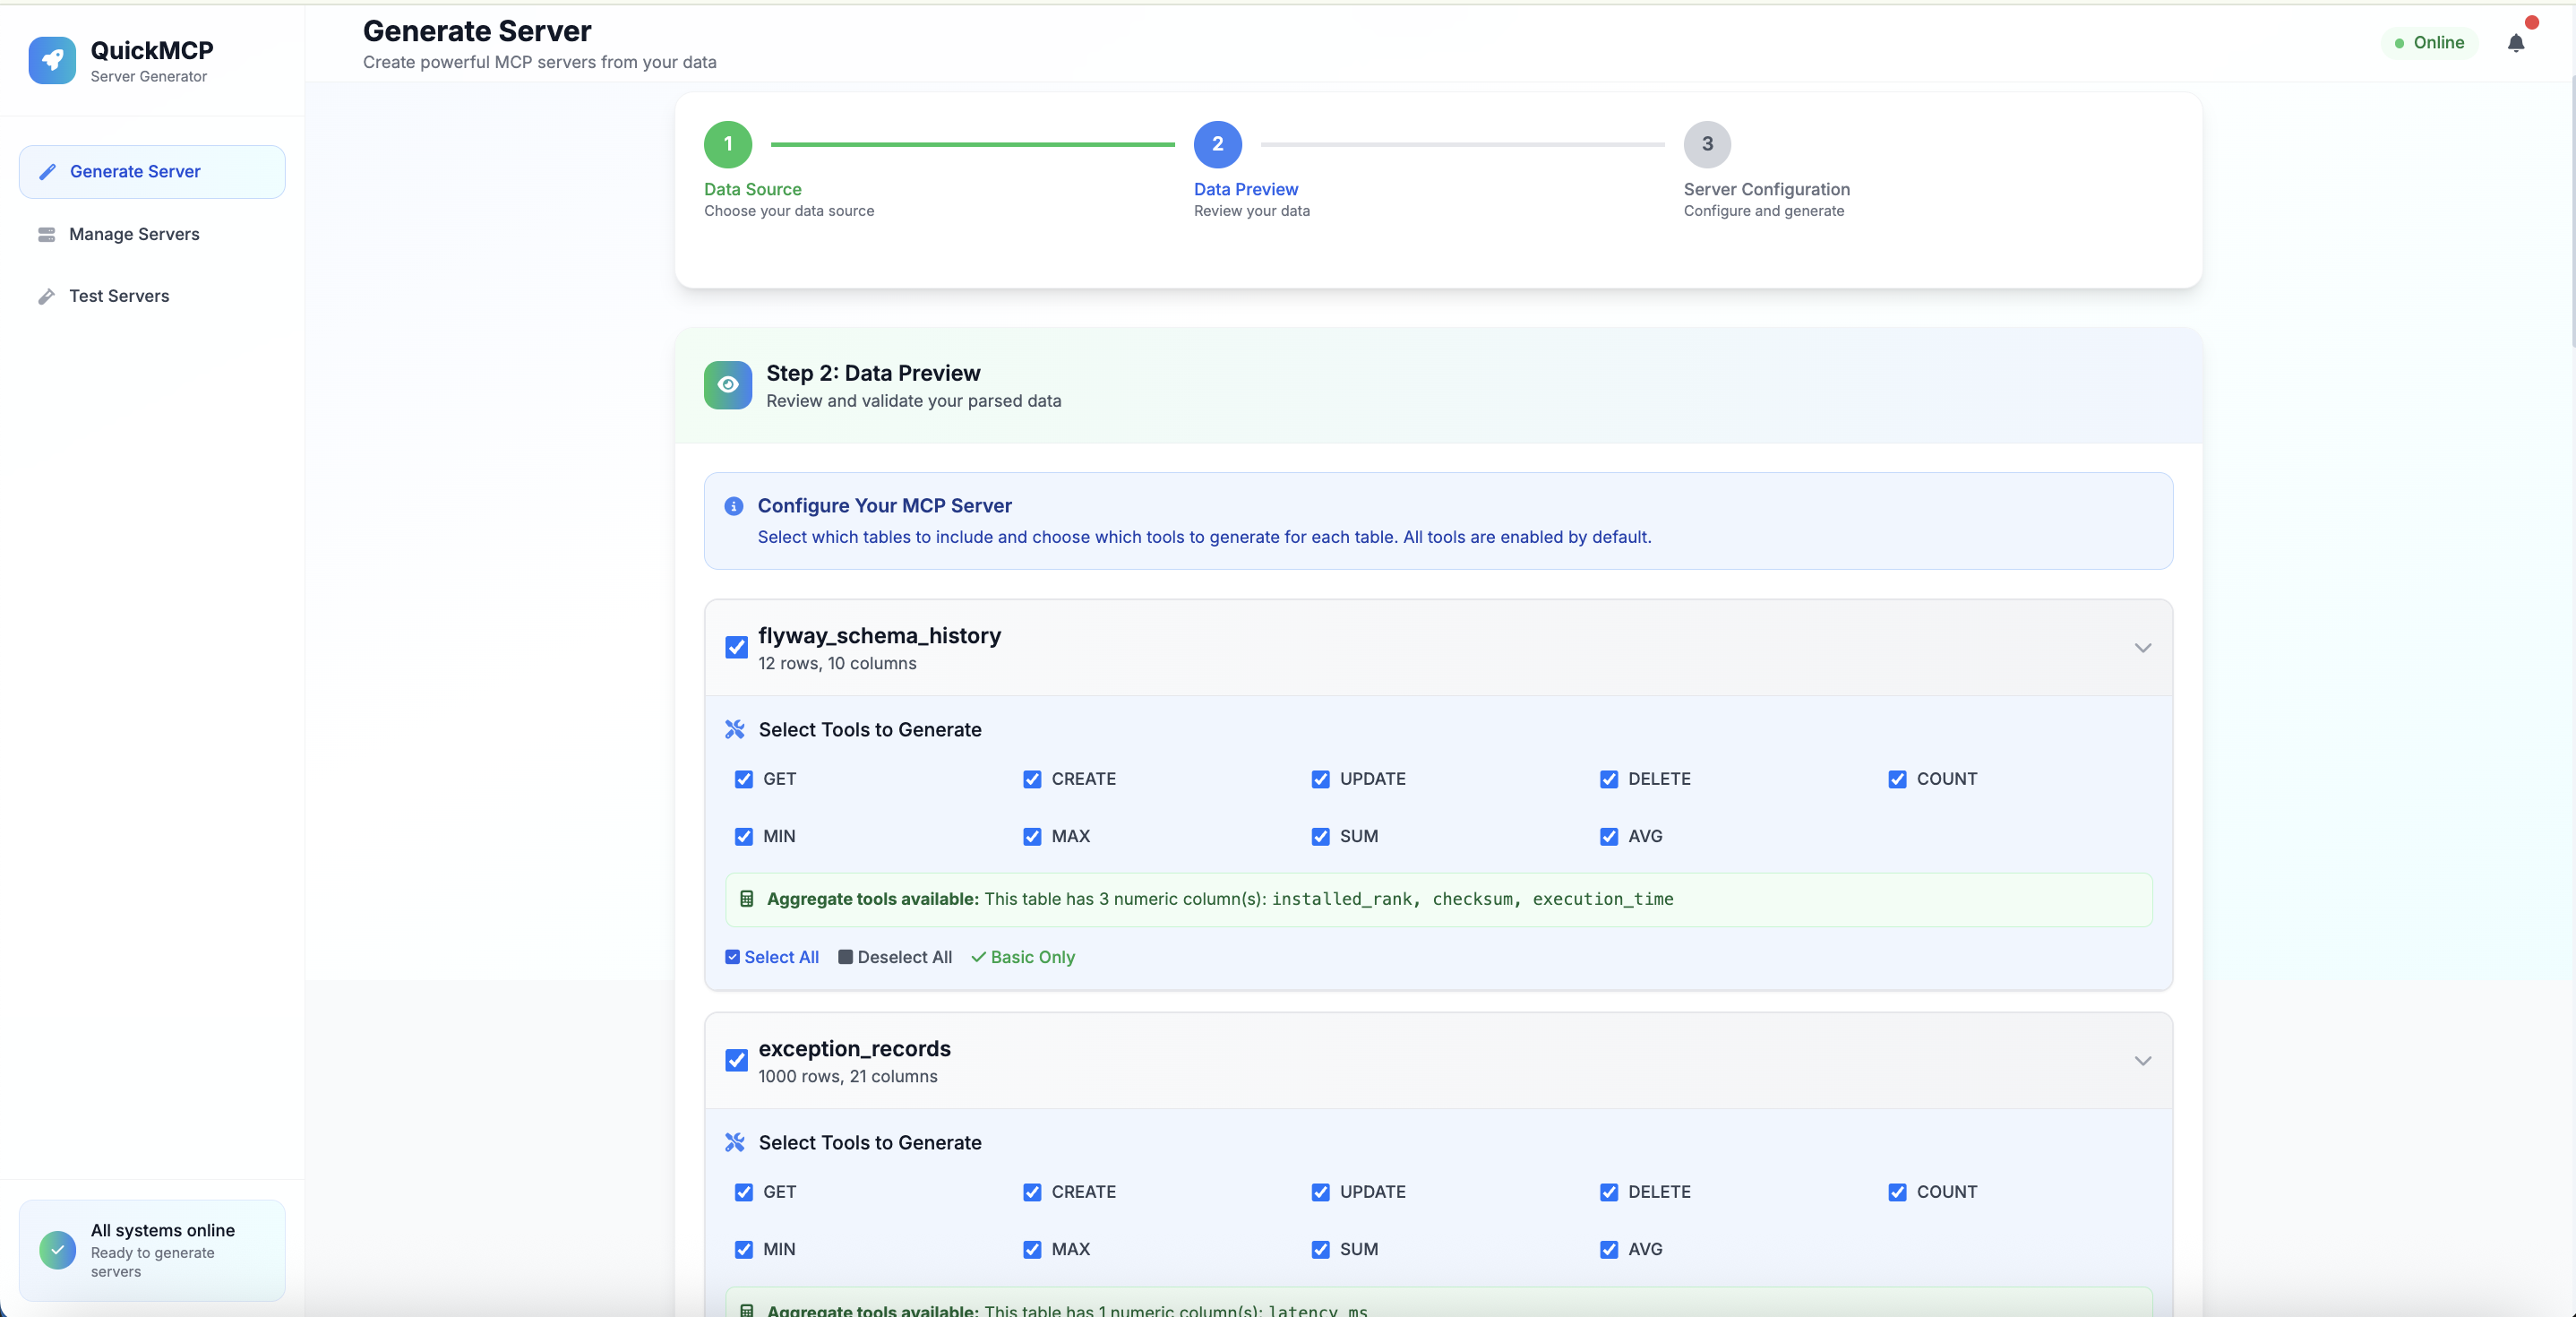 QuickMCP
Server Generator
Generate Server
Manage Servers
Test Servers
All systems online
Ready to generate
servers
Generate Server
Create powerful MCP servers from your data
Online
1
2
3
Data Source
Choose your data source
Data Preview
Review your data
Server Configuration
Configure and generate
Step 2: Data Preview
Review and validate your parsed data
Configure Your MCP Server
Select which tables to include and choose which tools to generate for each table. All tools are enabled by default.
flyway_schema_history
12 rows, 10 columns
Select Tools to Generate
GET CREATE UPDATE DELETE COUNT
MIN MAX SUM AVG
Aggregate tools available: This table has 3 numeric column(s): installed_rank, checksum, execution_time
Select All Deselect All Basic Only
exception_records
1000 rows, 21 columns
Select Tools to Generate
GET CREATE UPDATE DELETE COUNT
MIN MAX SUM AVG
Aggregate tools available: This table has 1 numeric column(s): latency_ms